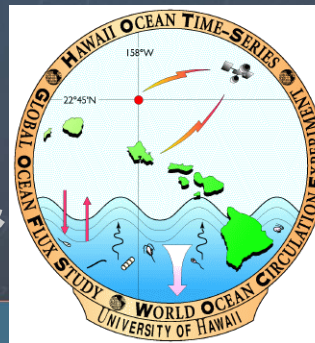 HAWAII OCEAN TIME-SERIES
GLOBAL OCEAN FLUX STUDY
WORLD OCEAN CIRCULATION EXPERIMENT
158°W
22°45'N
UNIVERSITY OF HAWAII